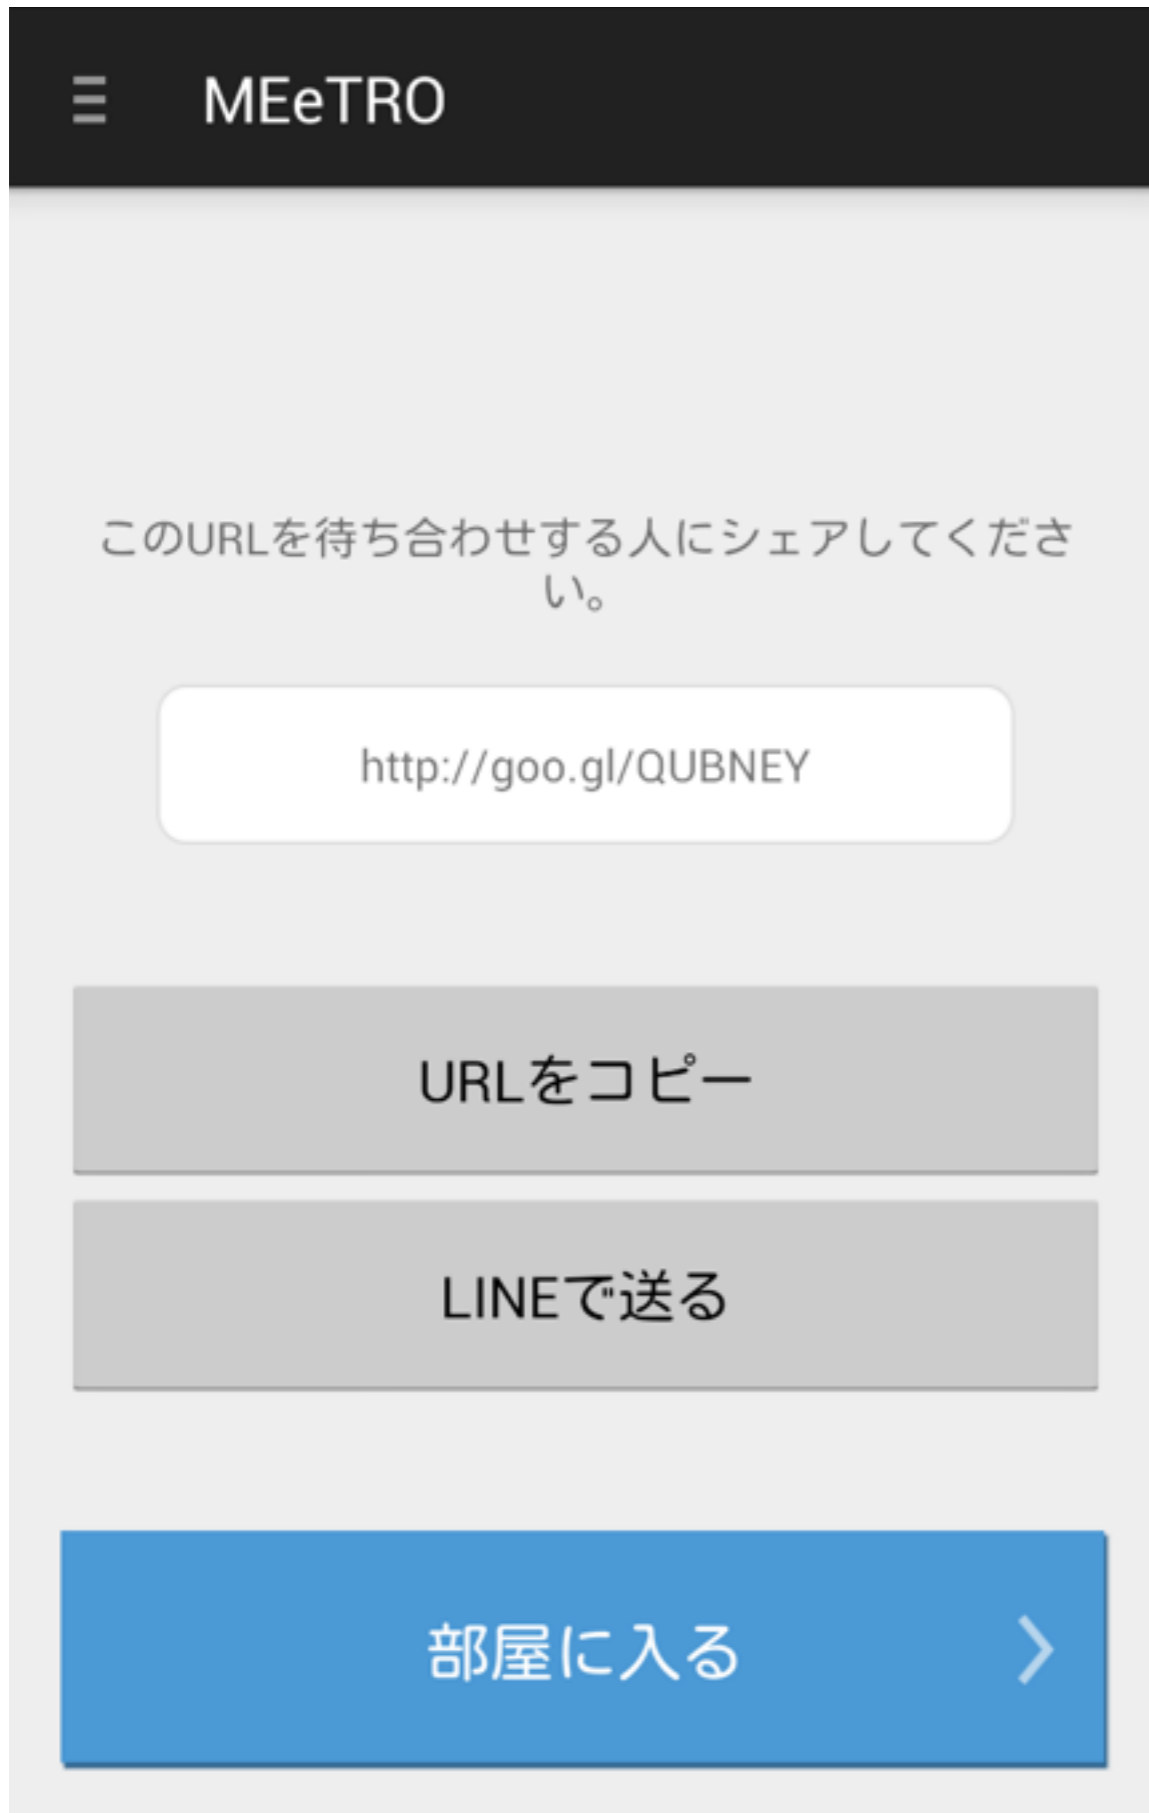 MEeTRO
このURLを待ち合わせする人にシェアしてくださ
い。
http://goo.gl/QUBNEY
URLをコピー
LINEで送る
部屋に入る